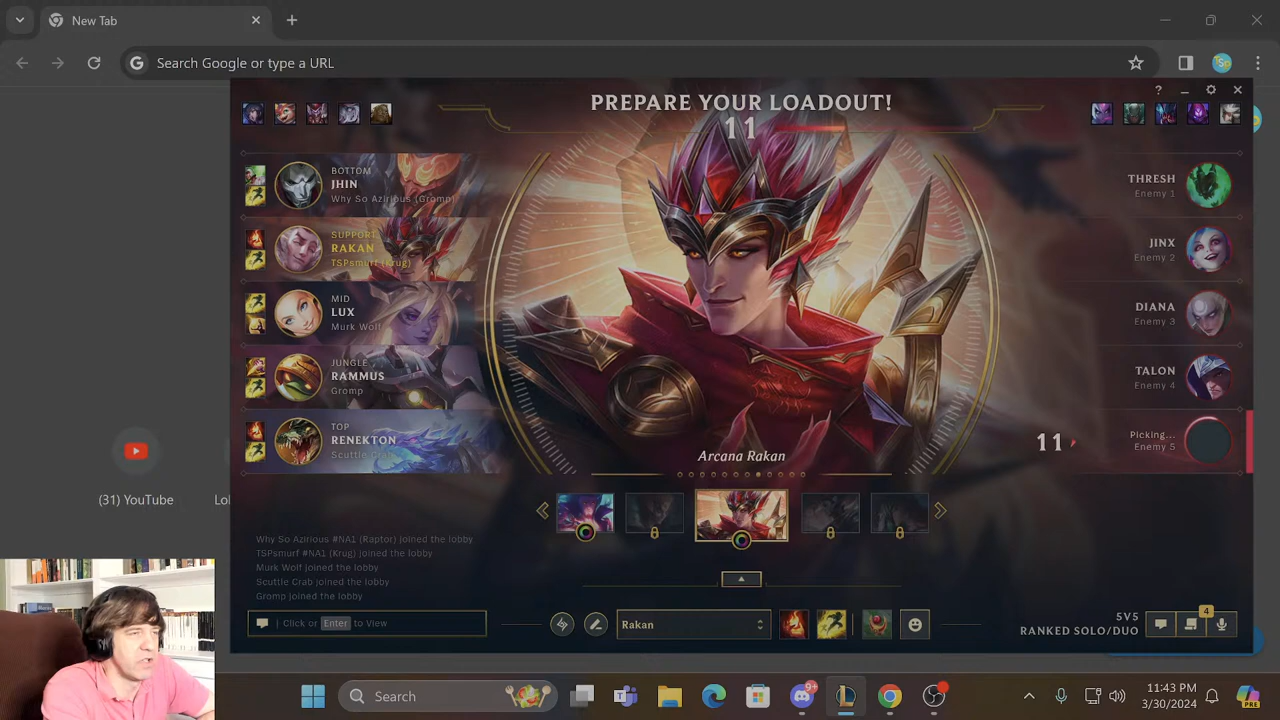 New Tab
Search Google or type a URL
PREPARE YOUR LOADOUT!
11
BOTTOM
JHIN
Why So Azirious (Gromp)
SUPPORT
RAKAN
TSPsmurf (Krug)
MID
LUX
Murk Wolf
JUNGLE
RAMMUS
Gromp
TOP
RENEKTON
Scuttle Crab
THRESH
Enemy 1
JINX
Enemy 2
DIANA
Enemy 3
TALON
Enemy 4
Picking...
Enemy 5
11
Arcana Rakan
(31) YouTube
Lo
Why So Azirious #NA1 (Raptor) joined the lobby
TSPsmurf #NA1 (Krug) joined the lobby
Murk Wolf joined the lobby
Scuttle Crab joined the lobby
Gromp joined the lobby
Click or Enter to View
Rakan
5V5
RANKED SOLO/DUO
4
Search
9+
11:43 PM
3/30/2024
PRE